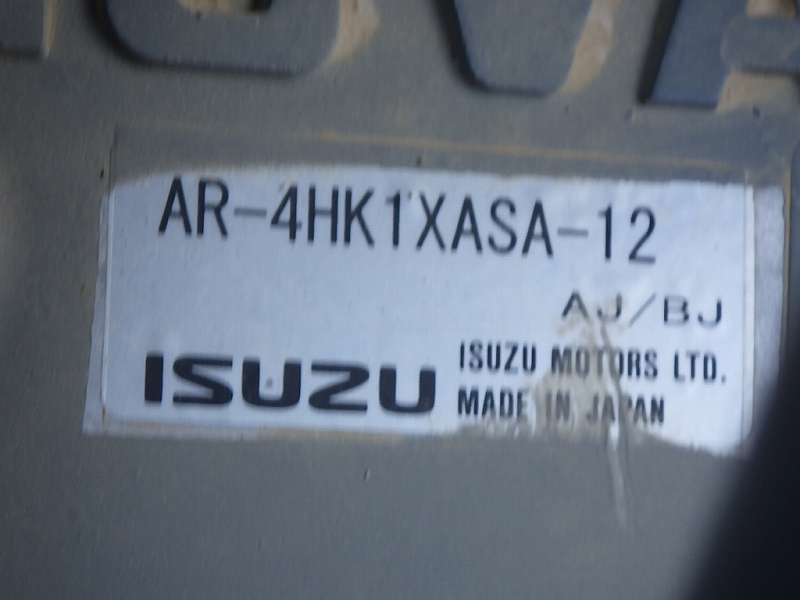 AR-4HK1XASA-12
AJ/BJ
ISUZU
ISUZU MOTORS LTD.
MADE IN JAPAN